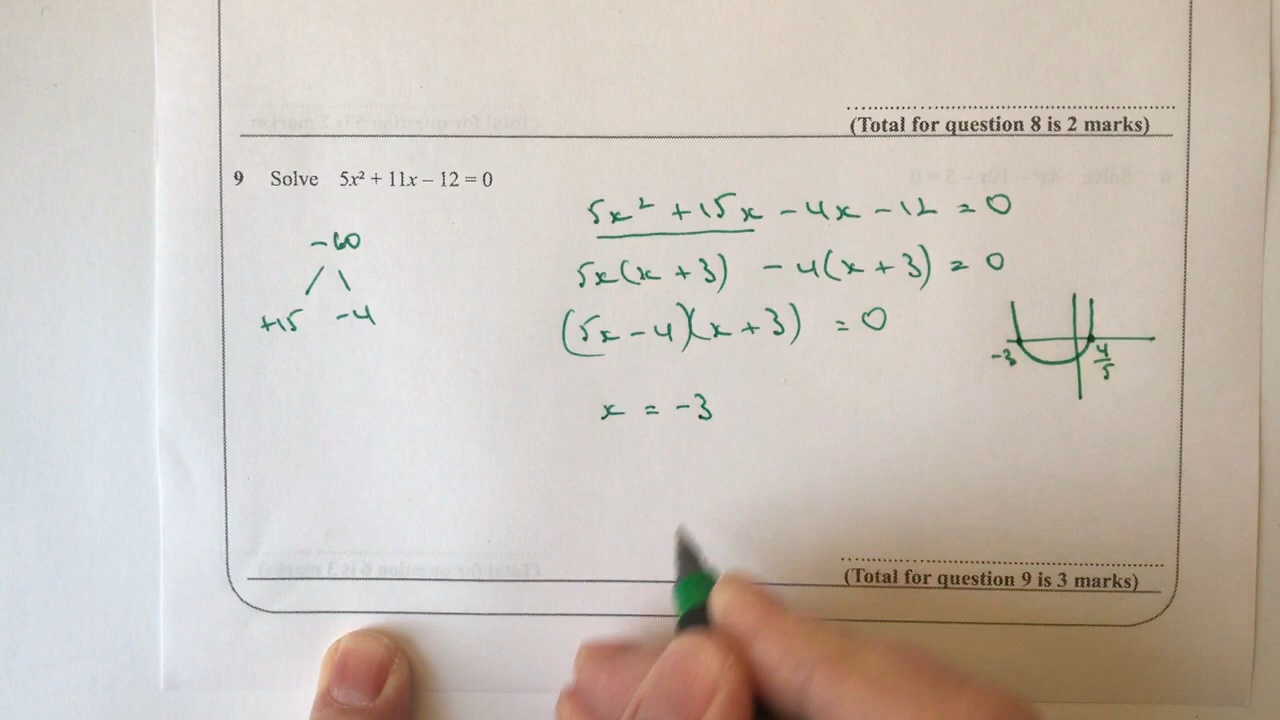 (Total for question 8 is 2 marks)
9 Solve 5x² + 11x – 12 = 0
5x² + 15x - 4x - 12 = 0
-60
5x(x + 3) - 4(x + 3) = 0
+15 -4
(5x - 4)(x + 3) = 0
-3 4/5
x = -3
(Total for question 9 is 3 marks)